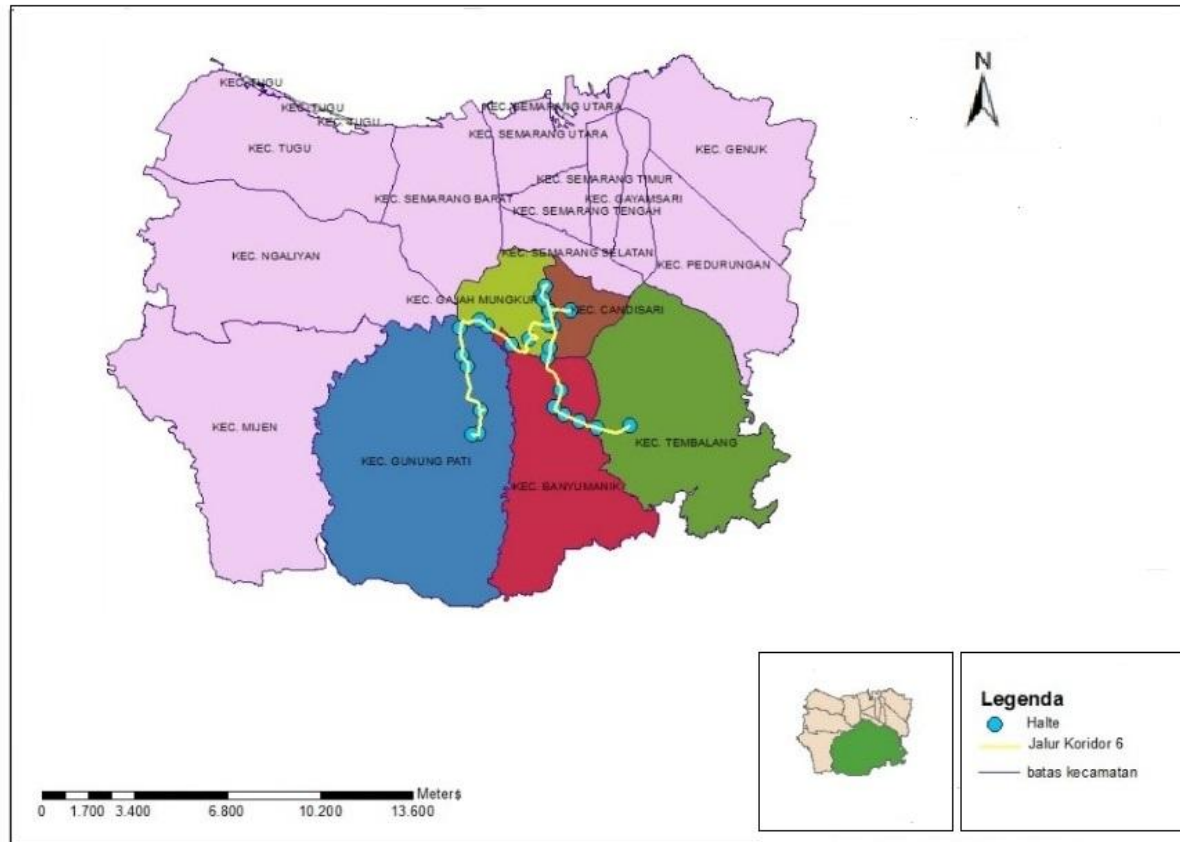 N
KEC. TUGU
KEC. TUGU
KEC. TUGU
KEC. TUGU
KEC. SEMARANG UTARA
KEC. SEMARANG UTARA
KEC. GENUK
KEC. SEMARANG TIMUR
KEC. SEMARANG BARAT
KEC. GAYAMSARI
KEC. SEMARANG TENGAH
KEC. NGALIYAN
KEC. SEMARANG SELATAN
KEC. PEDURUNGAN
KEC. GAJAH MUNGKUR
KEC. CANDISARI
KEC. MIJEN
KEC. TEMBALANG
KEC. GUNUNG PATI
KEC. BANYUMANIK
Legenda
Halte
Jalur Koridor 6
batas kecamatan
Meters
0 1.700 3.400 6.800 10.200 13.600